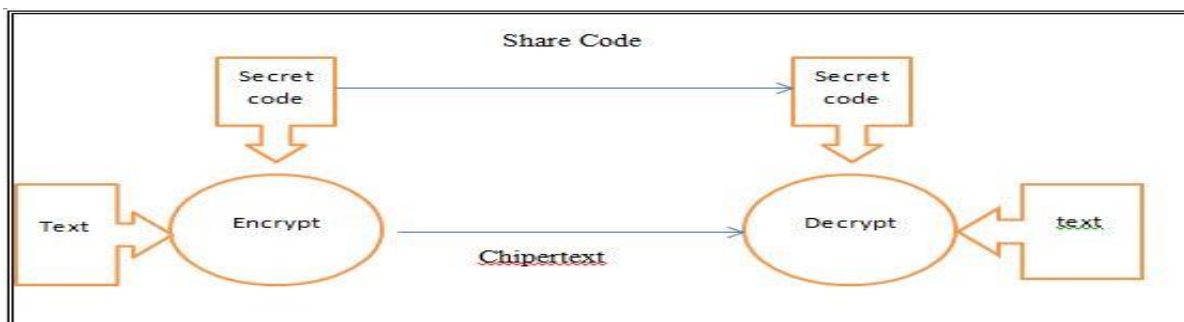 Share Code
Secret
code
Secret
code
Text
Encrypt
Decrypt
text
Chipertext